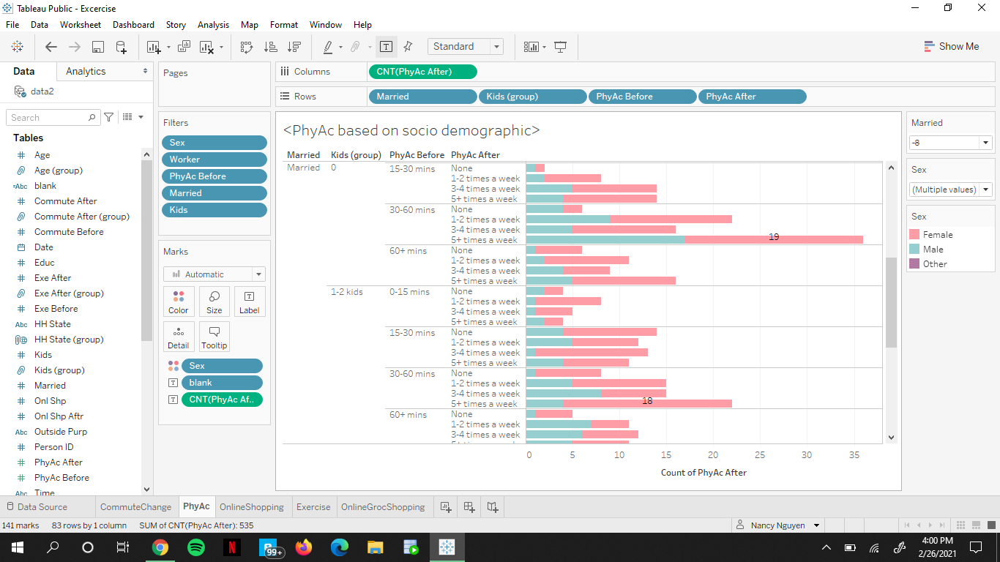 Tableau Public - Excercise
File Data Worksheet Dashboard Story Analysis Map Format Window Help
Standard
Show Me
Data Analytics
data2
Search
Tables
Age
Age (group)
=Abc blank
Commute After
Commute After (group)
Commute Before
Date
Educ
Exe After
Exe After (group)
Exe Before
Abc HH State
HH State (group)
Kids
Kids (group)
Married
Onl Shp
Onl Shp Aftr
Abc Outside Purp
Person ID
PhyAc After
PhyAc Before
Abc Time
Pages
Filters
Sex
Worker
PhyAc Before
Married
Kids
Marks
Automatic
Color Size Label
Detail Tooltip
Sex
blank
CNT(PhyAc Af..
Columns CNT(PhyAc After)
Rows Married Kids (group) PhyAc Before PhyAc After
<PhyAc based on socio demographic>
Married Kids (group) PhyAc Before PhyAc After
Married 0 15-30 mins None
1-2 times a week
3-4 times a week
5+ times a week
30-60 mins None
1-2 times a week
3-4 times a week
5+ times a week 19
60+ mins None
1-2 times a week
3-4 times a week
5+ times a week
1-2 kids 0-15 mins None
1-2 times a week
3-4 times a week
5+ times a week
15-30 mins None
1-2 times a week
3-4 times a week
5+ times a week
30-60 mins None
1-2 times a week
3-4 times a week
5+ times a week 18
60+ mins None
1-2 times a week
3-4 times a week
0 5 10 15 20 25 30 35
Count of PhyAc After
Married
-8
Sex
(Multiple values)
Sex
Female
Male
Other
Data Source CommuteChange PhyAc OnlineShopping Exercise OnlineGrocShopping
141 marks 83 rows by 1 column SUM of CNT(PhyAc After): 535
Nancy Nguyen
99+
4:00 PM
2/26/2021